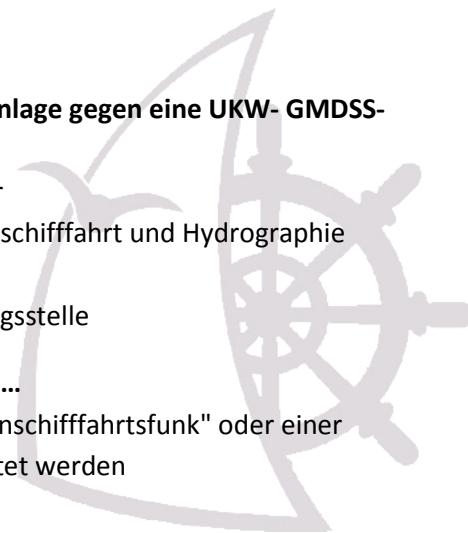 nlage gegen eine UKW- GMDSS-
schifffahrt und Hydrographie
gsstelle
...
nschifffahrtsfunk" oder einer
tet werden